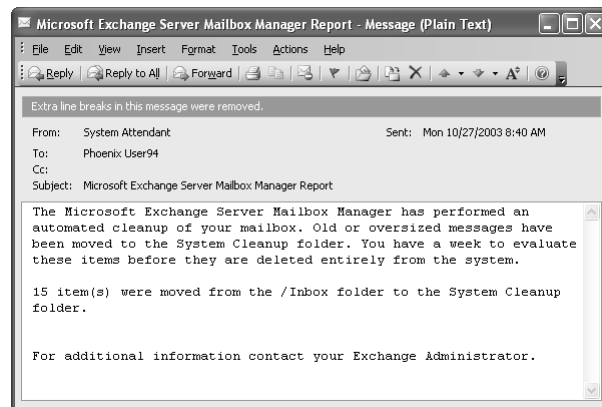 Microsoft Exchange Server Mailbox Manager Report - Message (Plain Text)
File Edit View Insert Format Tools Actions Help
Reply Reply to All Forward
Extra line breaks in this message were removed.
From: System Attendant Sent: Mon 10/27/2003 8:40 AM
To: Phoenix User94
Cc:
Subject: Microsoft Exchange Server Mailbox Manager Report
The Microsoft Exchange Server Mailbox Manager has performed an
automated cleanup of your mailbox. Old or oversized messages have
been moved to the System Cleanup folder. You have a week to evaluate
these items before they are deleted entirely from the system.
15 item(s) were moved from the /Inbox folder to the System Cleanup
folder.
For additional information contact your Exchange Administrator.